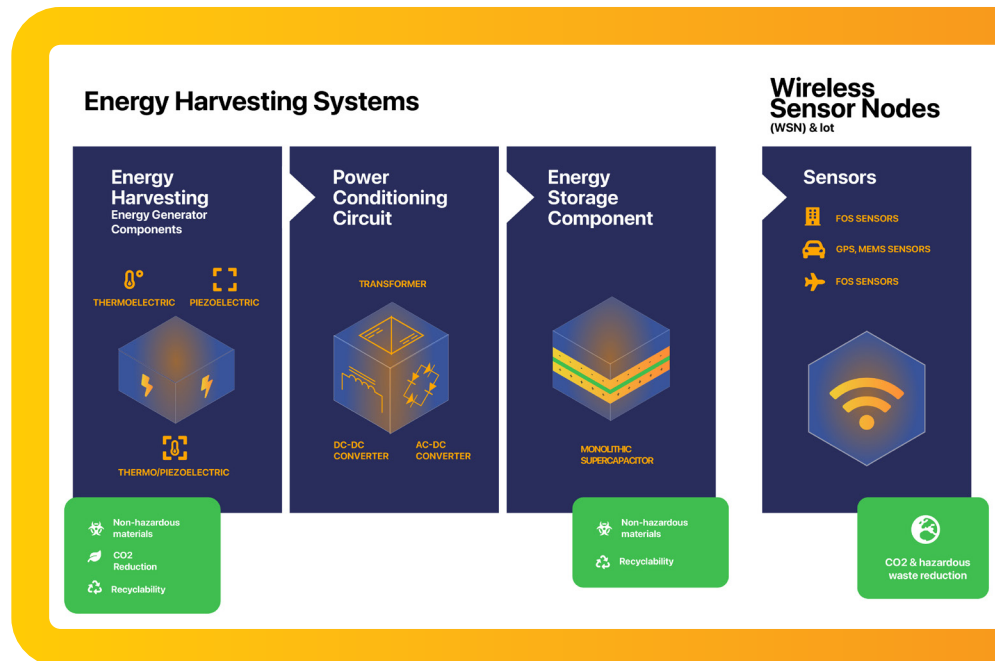 Energy Harvesting Systems
Wireless
Sensor Nodes
(WSN) & Iot
Energy
Harvesting
Energy Generator
Components
THERMOELECTRIC
PIEZOELECTRIC
THERMO/PIEZOELECTRIC
Non-hazardous
materials
CO2
Reduction
Recyclability
Power
Conditioning
Circuit
TRANSFORMER
DC-DC
CONVERTER
AC-DC
CONVERTER
Energy
Storage
Component
MONOLITHIC
SUPERCAPACITOR
Non-hazardous
materials
Recyclability
Sensors
FOS SENSORS
GPS, MEMS SENSORS
FOS SENSORS
CO2 & hazardous
waste reduction